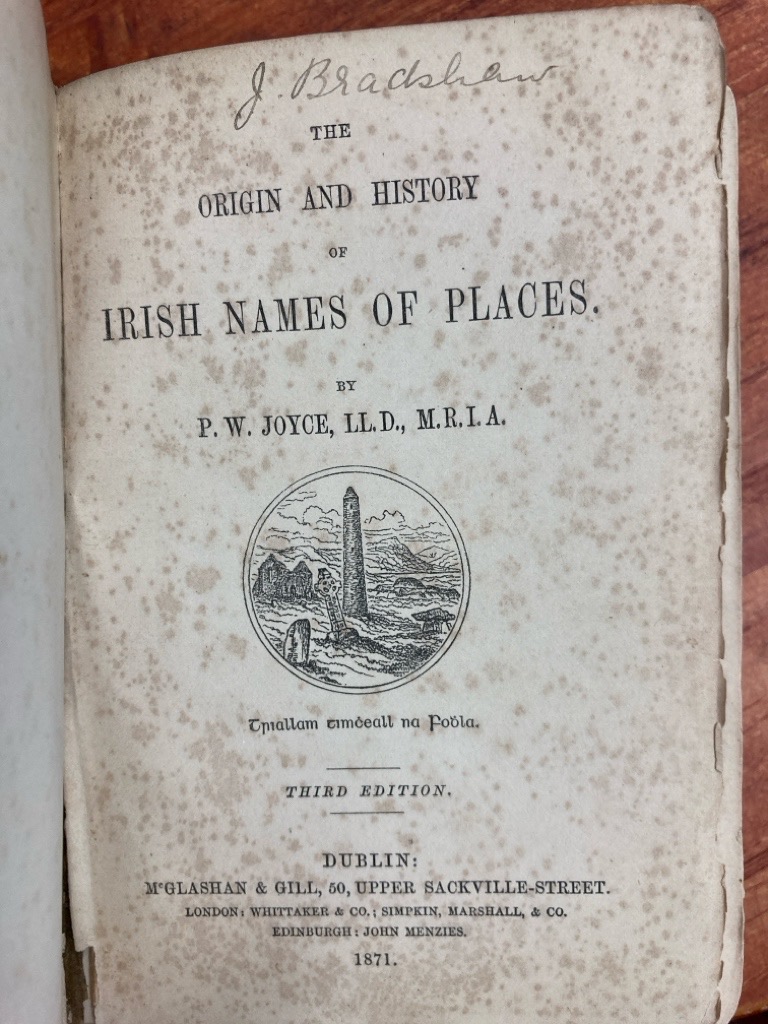 J. Bradshaw
THE
ORIGIN AND HISTORY
OF
IRISH NAMES OF PLACES.
BY
P. W. JOYCE, LL.D., M.R.I.A.
Triallam timċeall na Foḋla.
THIRD EDITION.
DUBLIN:
McGLASHAN & GILL, 50, UPPER SACKVILLE-STREET.
LONDON: WHITTAKER & CO.; SIMPKIN, MARSHALL, & CO.
EDINBURGH: JOHN MENZIES.
1871.